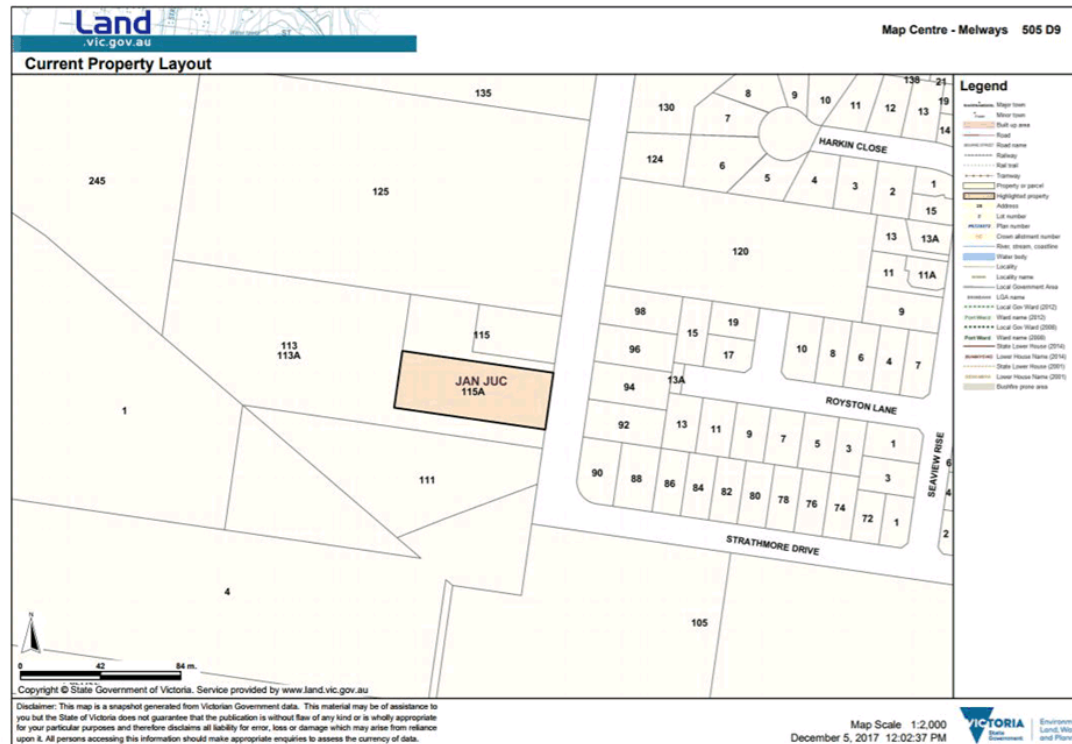 Land
.vic.gov.au
Map Centre - Melways 505 D9
Current Property Layout
135
245
125
113
113A
115
JAN JUC
115A
1
111
4
105
130
124
8
7
6
5
9
10
11
12
138
13
21
19
14
HARKIN CLOSE
4
3
2
1
15
13
13A
11
11A
9
120
98
96
94
92
90
15
19
17
13A
10
8
6
4
7
ROYSTON LANE
13
11
9
7
5
3
1
3
88
86
84
82
80
78
76
74
72
1
SEAVIEW RISE
6
4
2
STRATHMORE DRIVE
N
0 42 84 m.
Copyright © State Government of Victoria. Service provided by www.land.vic.gov.au
Legend
Major town
Minor town
Built up area
Road
Road name
Railway
Rail trail
Tramway
Property or parcel
Highlighted property
Address
Lot number
Plan number
Crown allotment number
River, stream, coastline
Water body
Locality
Locality name
Local Government Area
LGA name
Local Gov Ward (2012)
Port Ward Ward name (2012)
Local Gov Ward (2008)
Port Ward Ward name (2008)
State Lower House (2014)
Lower House Name (2014)
State Lower House (2001)
Lower House Name (2001)
Bushfire prone area
Disclaimer: This map is a snapshot generated from Victorian Government data. This material may be of assistance to
you but the State of Victoria does not guarantee that the publication is without flaw of any kind or is wholly appropriate
for your particular purposes and therefore disclaims all liability for error, loss or damage which may arise from reliance
upon it. All persons accessing this information should make appropriate enquiries to assess the currency of data.
Map Scale 1:2,000
December 5, 2017 12:02:37 PM
VICTORIA
State
Government
Land, Wa
and Plann